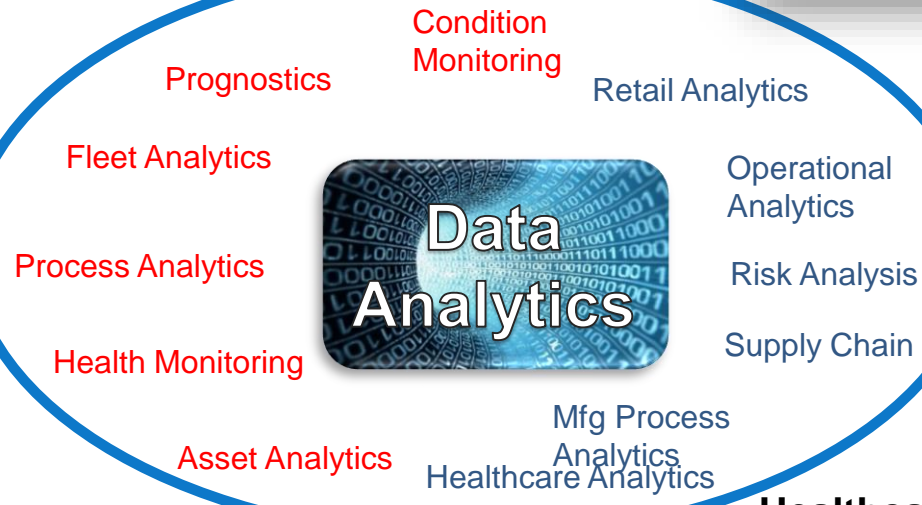 Condition
Monitoring
Prognostics
Retail Analytics
Fleet Analytics
Operational
Analytics
Data
Analytics
Process Analytics
Risk Analysis
Health Monitoring
Supply Chain
Mfg Process
Analytics
Asset Analytics
Healthcare Analytics